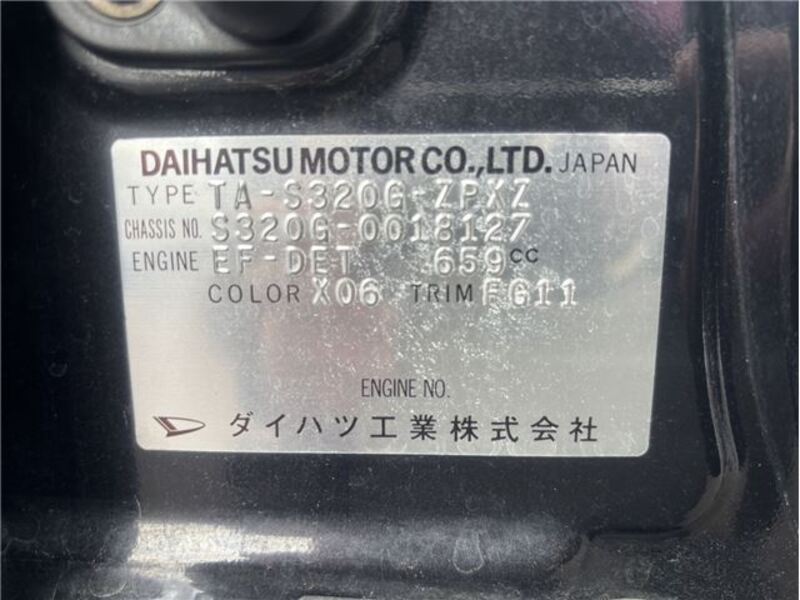 DAIHATSU MOTOR CO.,LTD. JAPAN
TYPE TA-S320G-ZPXZ
CHASSIS NO. S320G-0018127
ENGINE EF-DET 659cc
COLOR X06 TRIM FG11
ENGINE NO.
ダイハツ工業株式会社